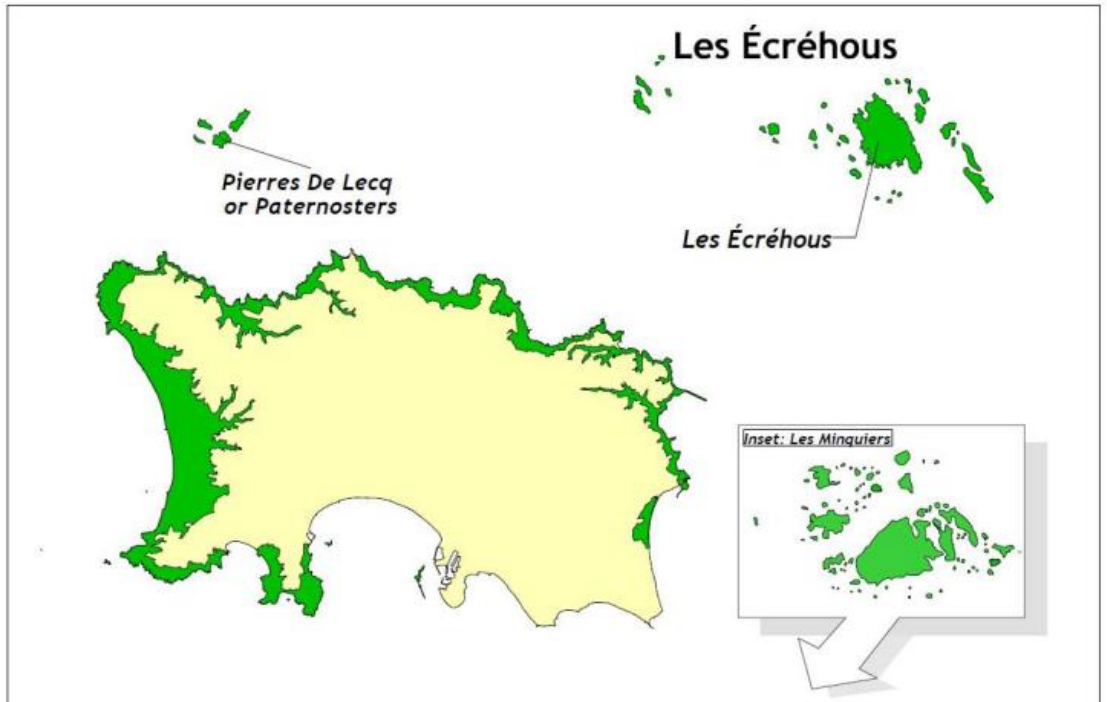 Les Écréhous
Pierres De Lecq
or Paternosters
Les Écréhous
Inset: Les Minquiers